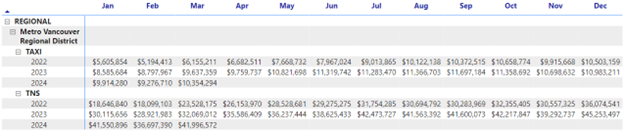 Jan Feb Mar Apr May Jun Jul Aug Sep Oct Nov Dec
REGIONAL
Metro Vancouver
Regional District
TAXI
2022 $5,605,854 $5,194,413 $6,155,211 $6,682,511 $7,668,732 $7,967,024 $9,013,865 $10,122,138 $10,372,515 $10,658,774 $9,915,668 $10,503,159
2023 $8,585,684 $8,797,967 $9,637,359 $9,759,737 $10,821,698 $11,319,742 $11,283,470 $11,366,703 $11,697,184 $11,358,692 $10,698,632 $10,983,211
2024 $9,914,280 $9,276,710 $10,354,294
TNS
2022 $18,646,840 $18,099,103 $23,528,175 $26,153,970 $28,528,681 $29,275,275 $31,754,285 $30,694,792 $30,283,969 $32,355,405 $30,557,325 $36,074,541
2023 $30,115,656 $28,921,983 $32,069,012 $35,586,409 $36,237,444 $38,625,433 $42,473,727 $41,563,392 $41,600,073 $42,217,847 $39,292,737 $45,253,497
2024 $41,550,896 $36,697,390 $41,996,572